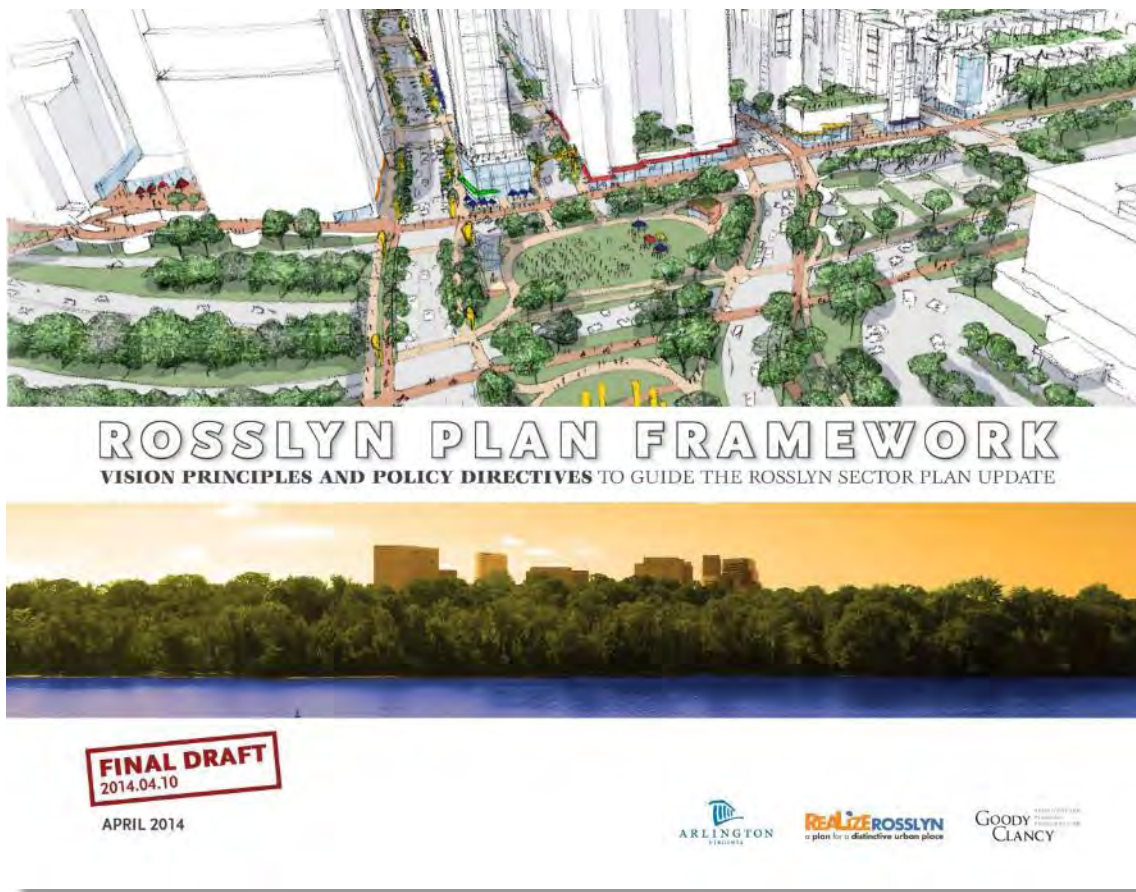 ROSSLYN PLAN FRAMEWORK
VISION PRINCIPLES AND POLICY DIRECTIVES TO GUIDE THE ROSSLYN SECTOR PLAN UPDATE
FINAL DRAFT
2014.04.10
APRIL 2014
ARLINGTON
VIRGINIA
REALIZEROSSLYN
a plan for a distinctive urban place
GOODY
CLANCY